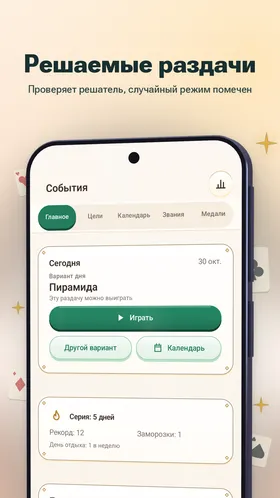 Решаемые раздачи
Проверяет решатель, случайный режим помечен
События
Главное Цели Календарь Звания Медали
Сегодня 30 окт.
Вариант дня
Пирамида
Эту раздачу можно выиграть
Играть
Другой вариант Календарь
Серия: 5 дней
Рекорд: 12 Заморозки: 1
День отдыха: 1 в неделю